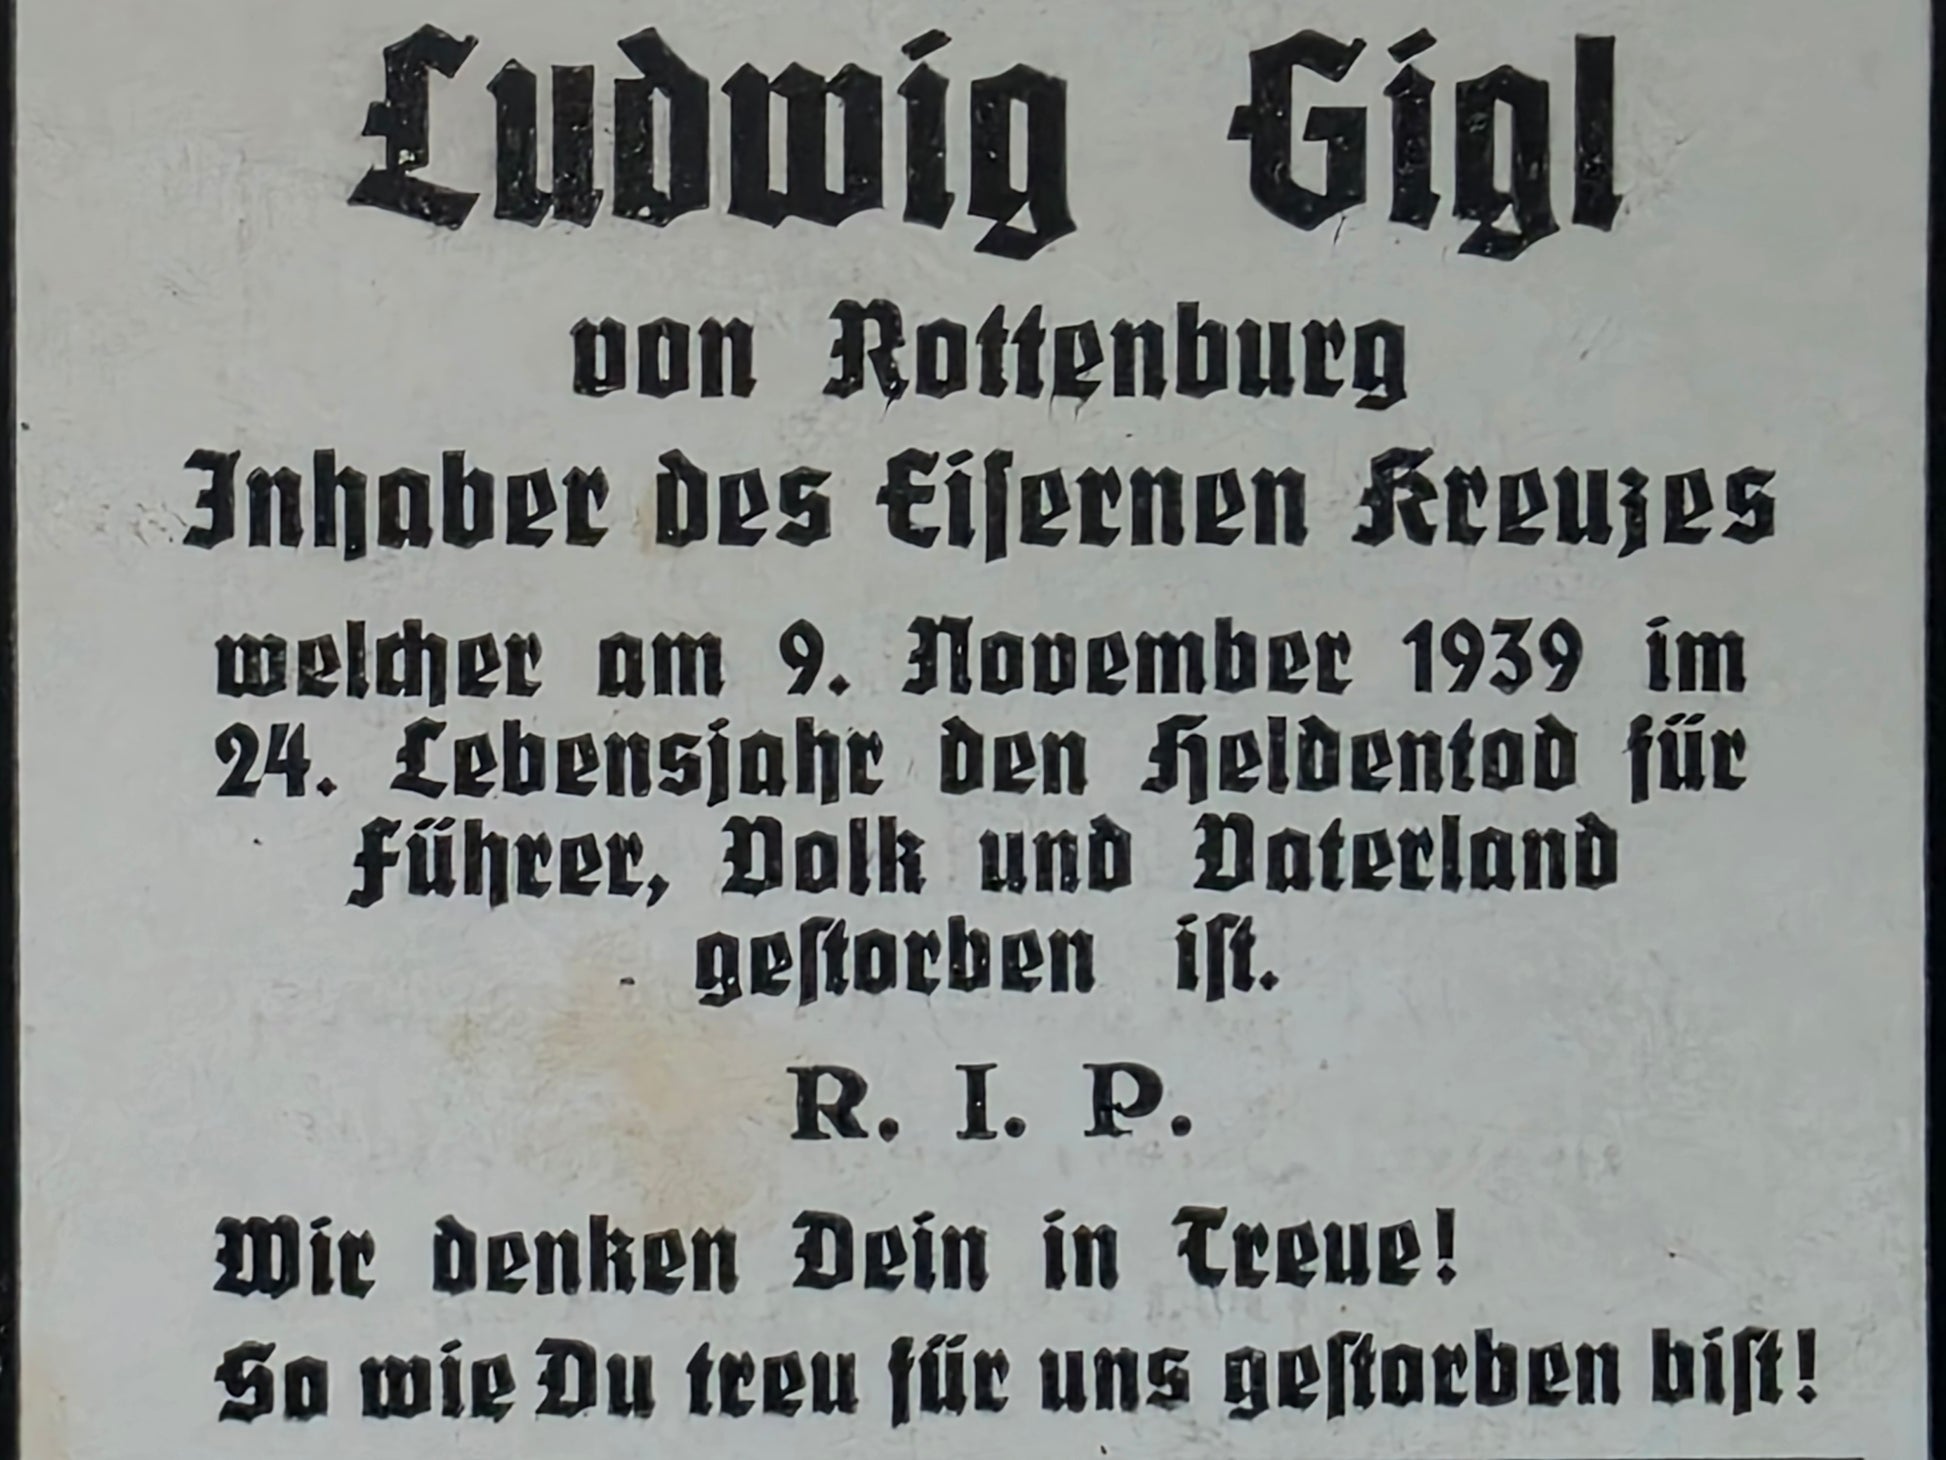 Ludwig Gigl
von Rottenburg
Inhaber des Eiſernen Kreuzes
welcher am 9. November 1939 im
24. Lebensjahr den Heldentod für
Führer, Volk und Vaterland
geſtorben iſt.
R. I. P.
Wir denken Dein in Treue!
So wie Du treu für uns geſtorben biſt!